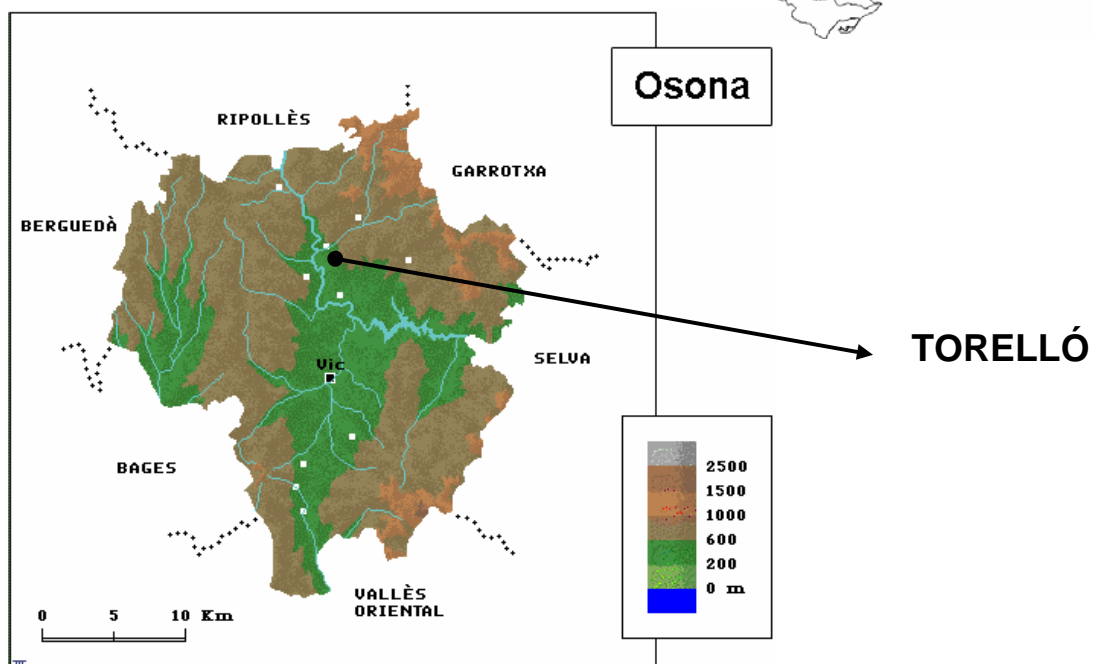 Osona
RIPOLLÈS
GARROTXA
BERGUEDÀ
TORELLÓ
SELVA
Vic
BAGES
2500
1500
1000
600
200
0 m
VALLÈS
ORIENTAL
0 5 10 Km